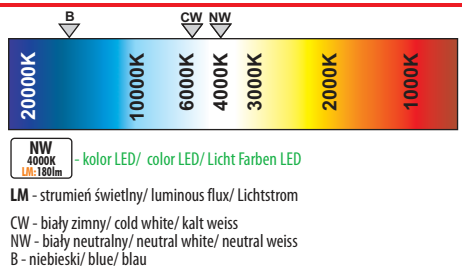 B CW NW
20000K 10000K 6000K 4000K 3000K 2000K 1000K
NW
4000K
LM:180lm
- kolor LED/ color LED/ Licht Farben LED
LM - strumień świetlny/ luminous flux/ Lichtstrom
CW - biały zimny/ cold white/ kalt weiss
NW - biały neutralny/ neutral white/ neutral weiss
B - niebieski/ blue/ blau